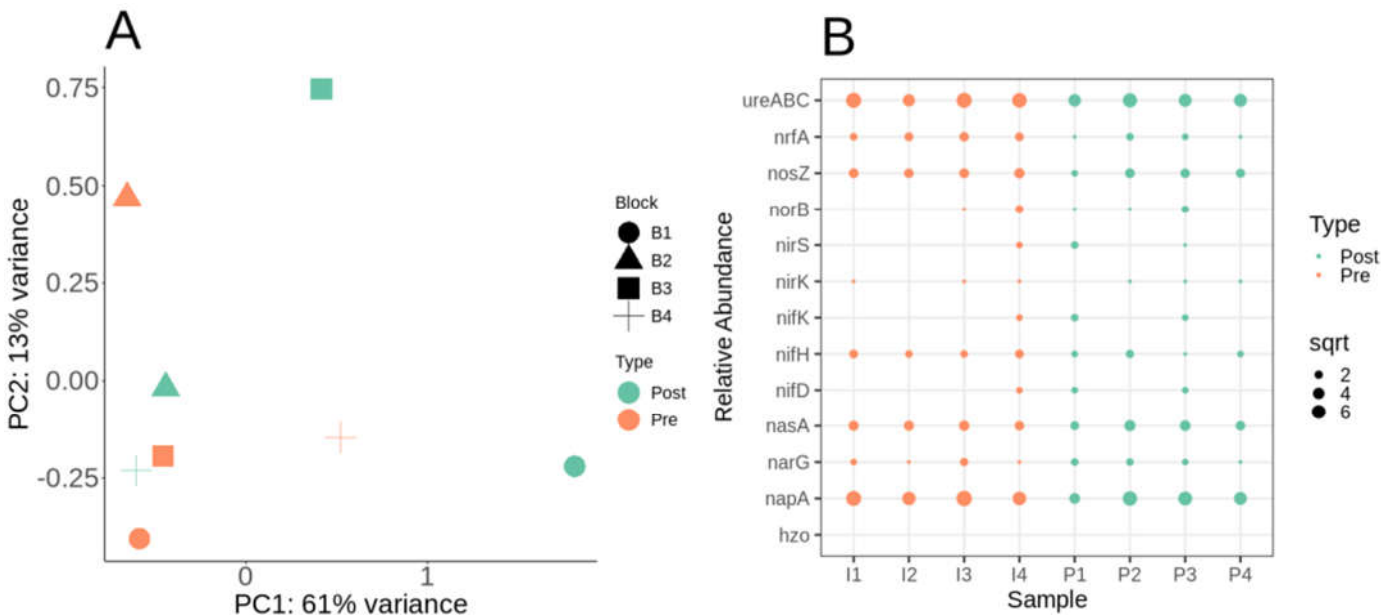 A
PC2: 13% variance
0.75
0.50
0.25
0.00
-0.25
0
1
PC1: 61% variance
Block
B1
B2
B3
B4
Type
Post
Pre
B
Relative Abundance
ureABC
nrfA
nosZ
norB
nirS
nirK
nifK
nifH
nifD
nasA
narG
napA
hzo
I1 I2 I3 I4 P1 P2 P3 P4
Sample
Type
Post
Pre
sqrt
2
4
6